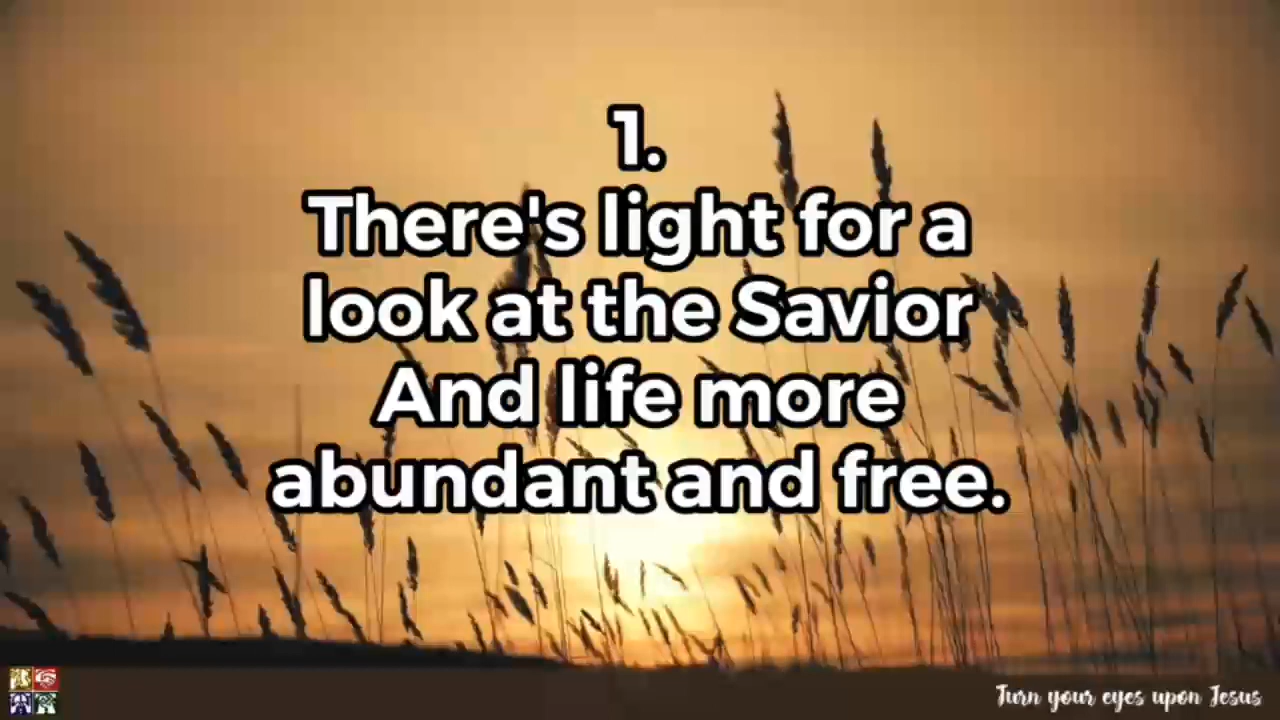 1.
There's light for a
look at the Savior
And life more
abundant and free.
Turn your eyes upon Jesus